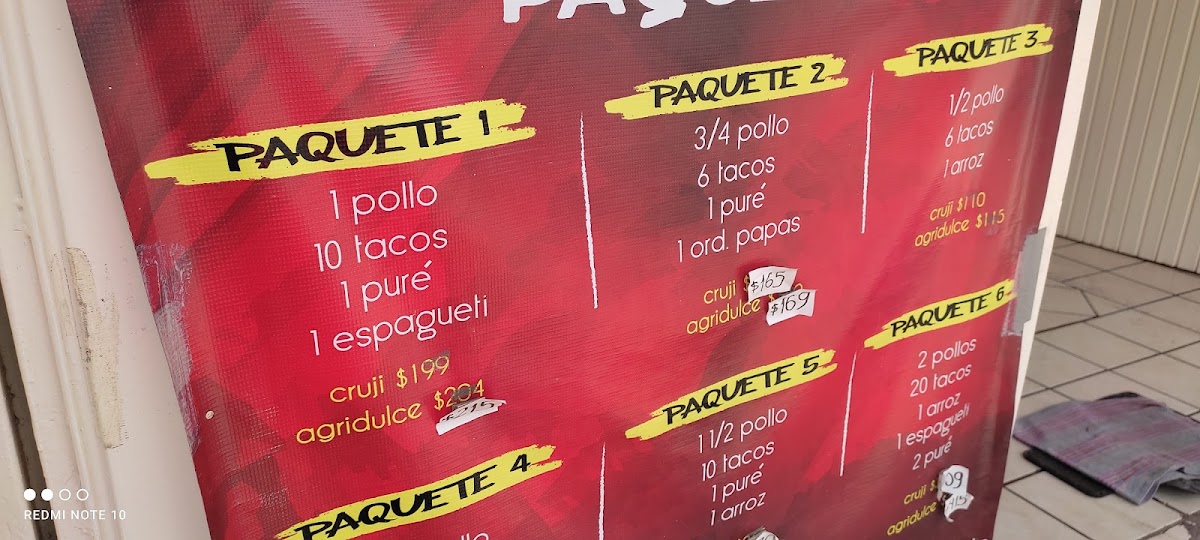 PAQUETE 1
1 pollo
10 tacos
1 puré
1 espagueti
cruji $199
agridulce $204
$215
PAQUETE 2
3/4 pollo
6 tacos
1 puré
1 ord. papas
cruji $165
agridulce $169
PAQUETE 3
1/2 pollo
6 tacos
1 arroz
cruji $110
agridulce $115
PAQUETE 4
PAQUETE 5
1 1/2 pollo
10 tacos
1 puré
1 arroz
PAQUETE 6
2 pollos
20 tacos
1 arroz
1 espagueti
2 puré
cruji
agridulce
REDMI NOTE 10